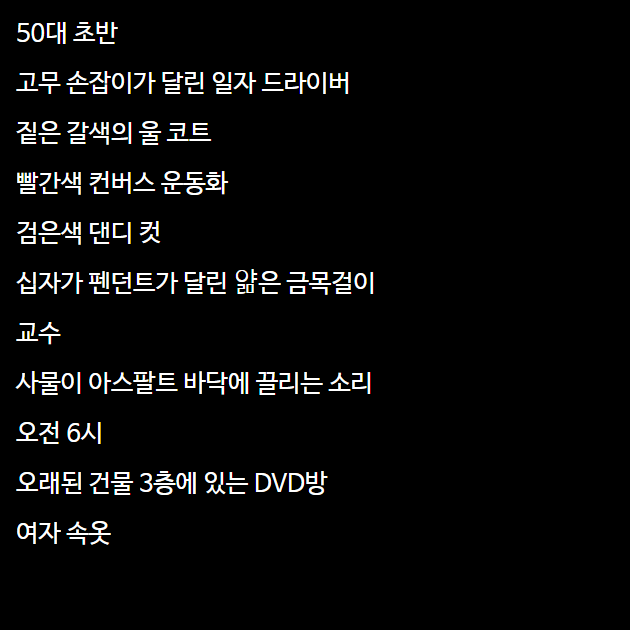 50대 초반
고무 손잡이가 달린 일자 드라이버
짙은 갈색의 울 코트
빨간색 컨버스 운동화
검은색 댄디 컷
십자가 펜던트가 달린 얇은 금목걸이
교수
사물이 아스팔트 바닥에 끌리는 소리
오전 6시
오래된 건물 3층에 있는 DVD방
여자 속옷